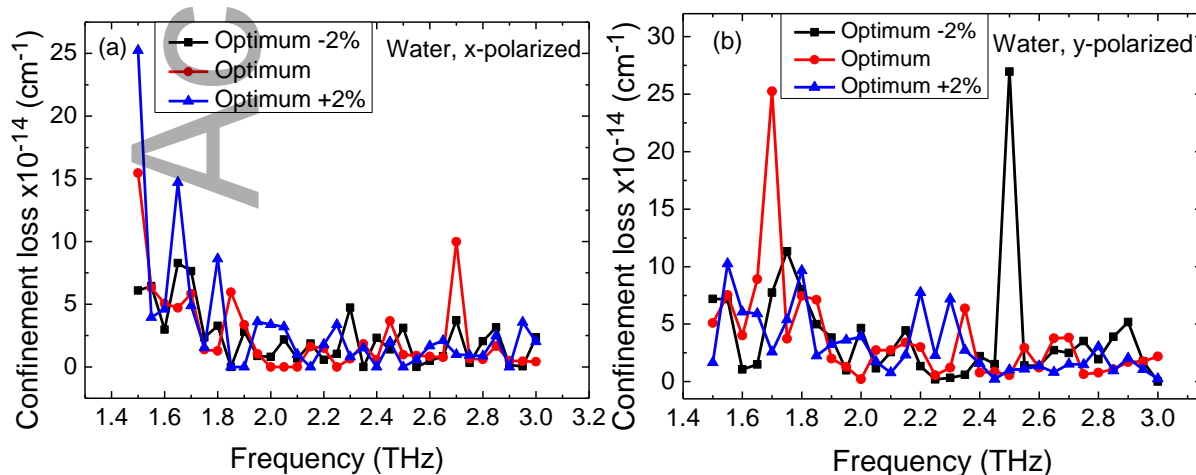 (a)
Optimum -2%
Optimum
Optimum +2%
Water, x-polarized
Confinement loss x10⁻¹⁴ (cm⁻¹)
25
20
15
10
5
0
1.4 1.6 1.8 2.0 2.2 2.4 2.6 2.8 3.0 3.2
Frequency (THz)
Ac
(b)
Optimum -2%
Optimum
Optimum +2%
Water, y-polarized
Confinement loss x10⁻¹⁴ (cm⁻¹)
30
25
20
15
10
5
0
1.4 1.6 1.8 2.0 2.2 2.4 2.6 2.8 3.0
Frequency (THz)